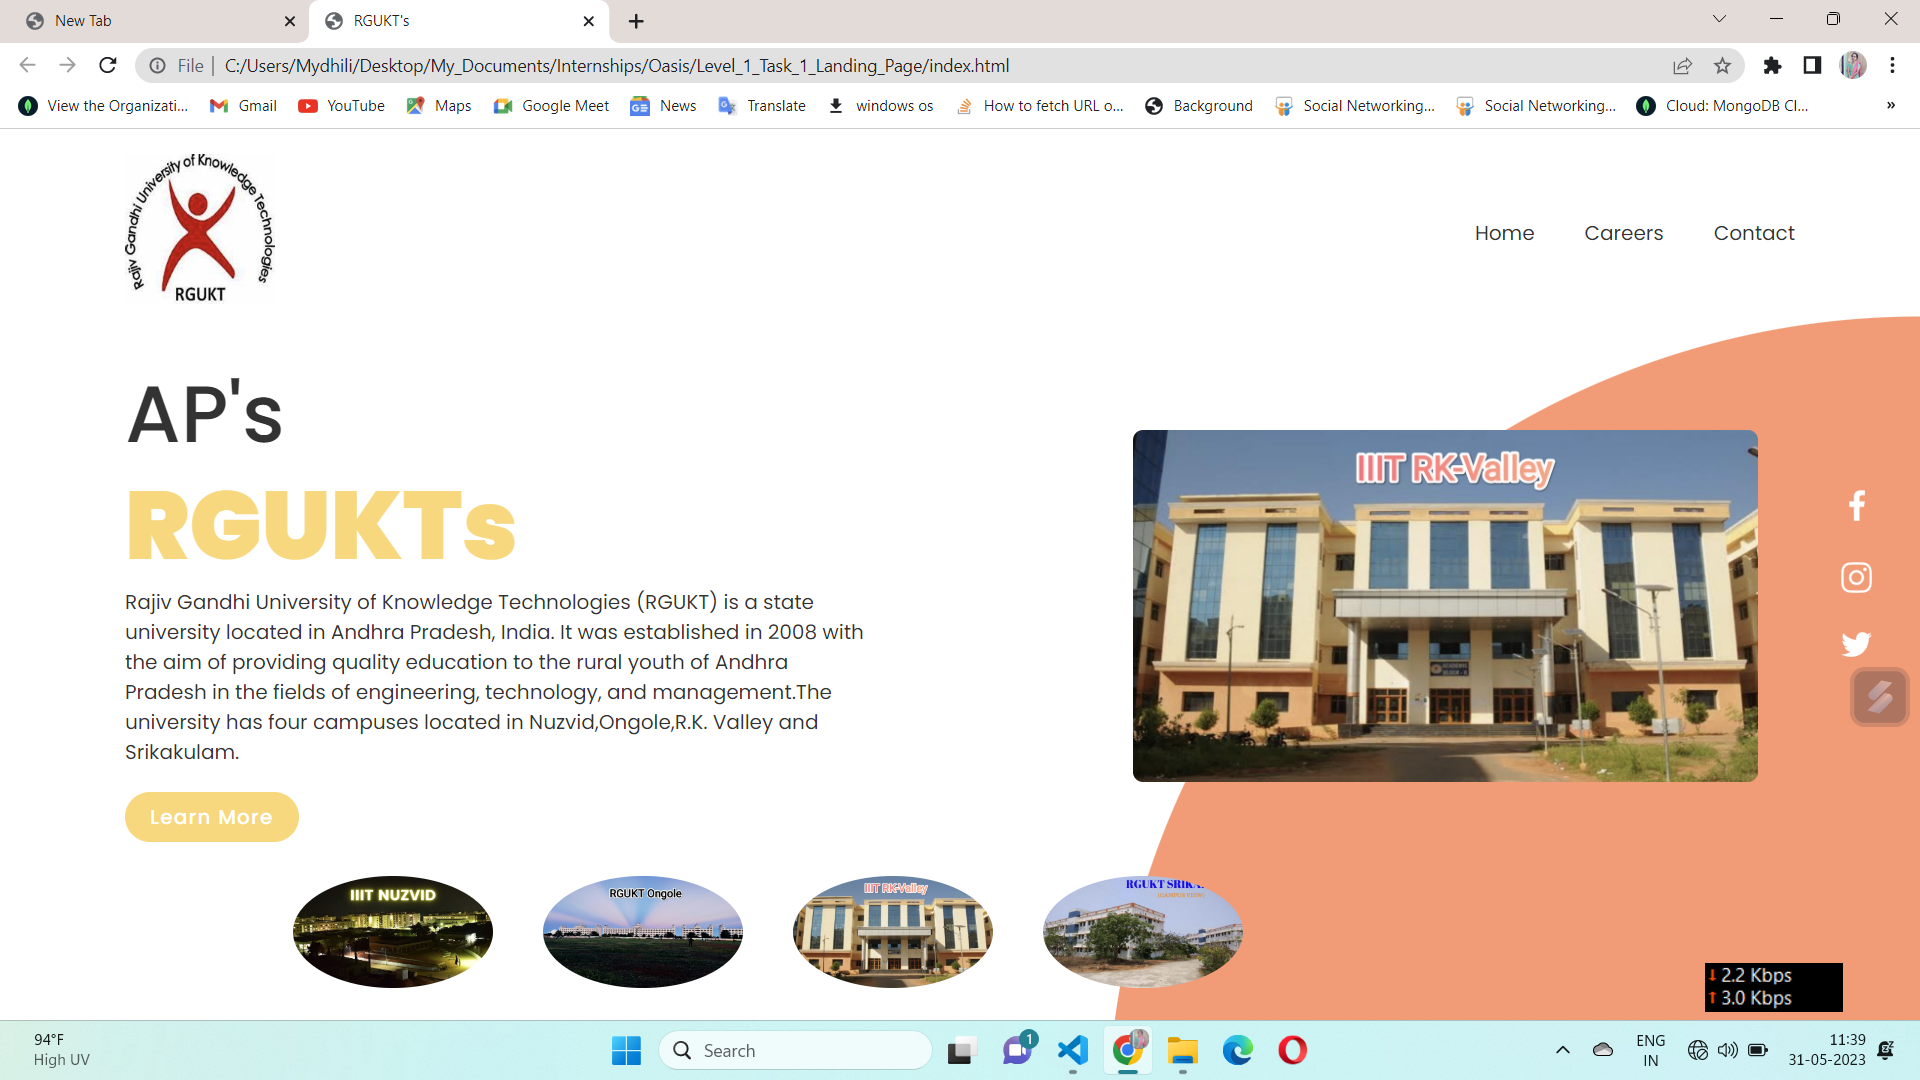 New Tab
RGUKT's
File
C:/Users/Mydhili/Desktop/My_Documents/Internships/Oasis/Level_1_Task_1_Landing_Page/index.html
View the Organizati...
Gmail
YouTube
Maps
Google Meet
News
Translate
windows os
How to fetch URL o...
Background
Social Networking...
Social Networking...
Cloud: MongoDB Cl...
»
Rajiv Gandhi University of Knowledge Technologies
RGUKT
Home
Careers
Contact
AP's
RGUKTs
Rajiv Gandhi University of Knowledge Technologies (RGUKT) is a state
university located in Andhra Pradesh, India. It was established in 2008 with
the aim of providing quality education to the rural youth of Andhra
Pradesh in the fields of engineering, technology, and management.The
university has four campuses located in Nuzvid,Ongole,R.K. Valley and
Srikakulam.
Learn More
IIIT RK-Valley
IIIT NUZVID
RGUKT Ongole
IIIT RK-Valley
RGUKT SRIKA
2.2 Kbps
3.0 Kbps
94°F
High UV
Search
1
ENG
IN
11:39
31-05-2023